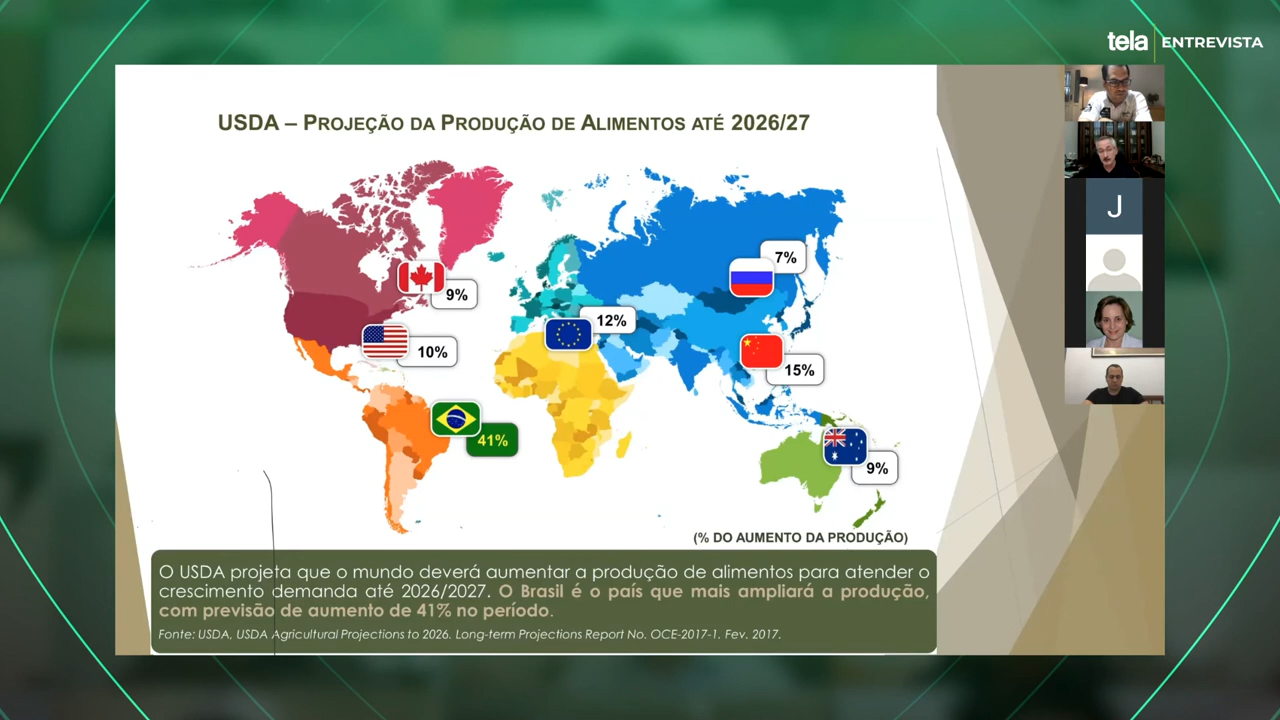 tela ENTREVISTA
USDA – PROJEÇÃO DA PRODUÇÃO DE ALIMENTOS ATÉ 2026/27
7%
9%
12%
10%
15%
41%
9%
J
(% DO AUMENTO DA PRODUÇÃO)
O USDA projeta que o mundo deverá aumentar a produção de alimentos para atender o
crescimento demanda até 2026/2027. O Brasil é o país que mais ampliará a produção,
com previsão de aumento de 41% no período.
Fonte: USDA, USDA Agricultural Projections to 2026. Long-term Projections Report No. OCE-2017-1. Fev. 2017.